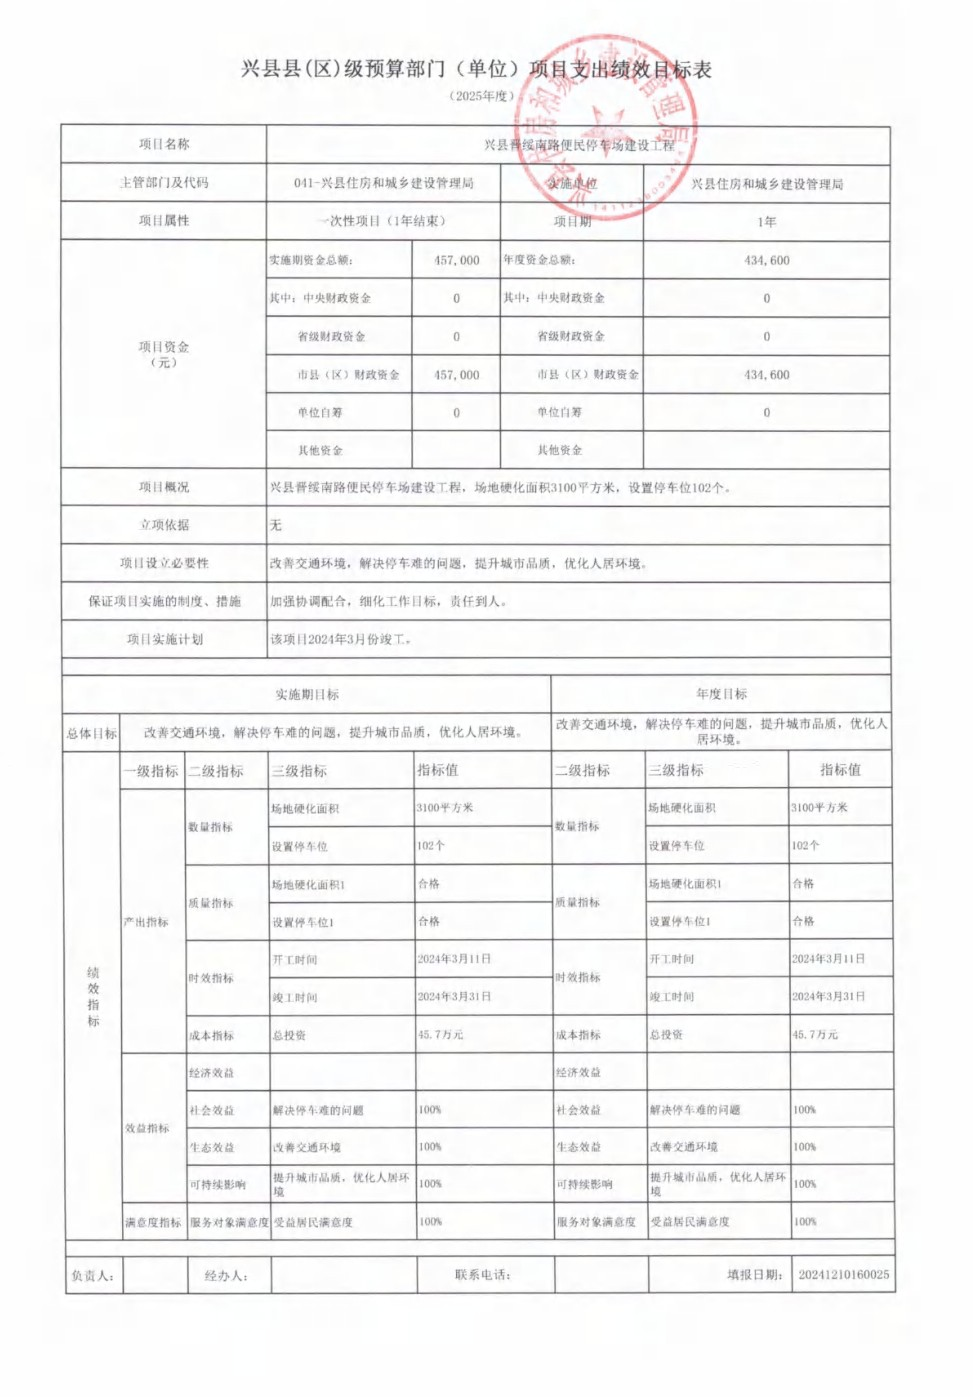 兴县县(区)级预算部门（单位）项目支出绩效目标表
（2025年度）
项目名称 兴县晋绥南路便民停车场建设工程
主管部门及代码 041-兴县住房和城乡建设管理局 实施单位 兴县住房和城乡建设管理局
项目属性 一次性项目（1年结束） 项目期 1年
项目资金
（元）
实施期资金总额： 457,000 年度资金总额： 434,600
其中：中央财政资金 0 其中：中央财政资金 0
省级财政资金 0 省级财政资金 0
市县（区）财政资金 457,000 市县（区）财政资金 434,600
单位自筹 0 单位自筹 0
其他资金 其他资金
项目概况 兴县晋绥南路便民停车场建设工程，场地硬化面积3100平方米，设置停车位102个。
立项依据 无
项目设立必要性 改善交通环境，解决停车难的问题，提升城市品质，优化人居环境。
保证项目实施的制度、措施 加强协调配合，细化工作目标，责任到人。
项目实施计划 该项目2024年3月份竣工。
实施期目标 年度目标
总体目标 改善交通环境，解决停车难的问题，提升城市品质，优化人居环境。 改善交通环境，解决停车难的问题，提升城市品质，优化人
居环境。
绩
效
指
标
一级指标 二级指标 三级指标 指标值 二级指标 三级指标 指标值
产出指标
数量指标 场地硬化面积 3100平方米 数量指标 场地硬化面积 3100平方米
设置停车位 102个 设置停车位 102个
质量指标 场地硬化面积1 合格 质量指标 场地硬化面积1 合格
设置停车位1 合格 设置停车位1 合格
时效指标 开工时间 2024年3月11日 时效指标 开工时间 2024年3月11日
竣工时间 2024年3月31日 竣工时间 2024年3月31日
成本指标 总投资 45.7万元 成本指标 总投资 45.7万元
效益指标
经济效益 经济效益
社会效益 解决停车难的问题 100% 社会效益 解决停车难的问题 100%
生态效益 改善交通环境 100% 生态效益 改善交通环境 100%
可持续影响 提升城市品质，优化人居环
境 100% 可持续影响 提升城市品质，优化人居环
境 100%
满意度指标 服务对象满意度 受益居民满意度 100% 服务对象满意度 受益居民满意度 100%
负责人： 经办人： 联系电话： 填报日期： 20241210160025
兴县住房和城乡建设管理局